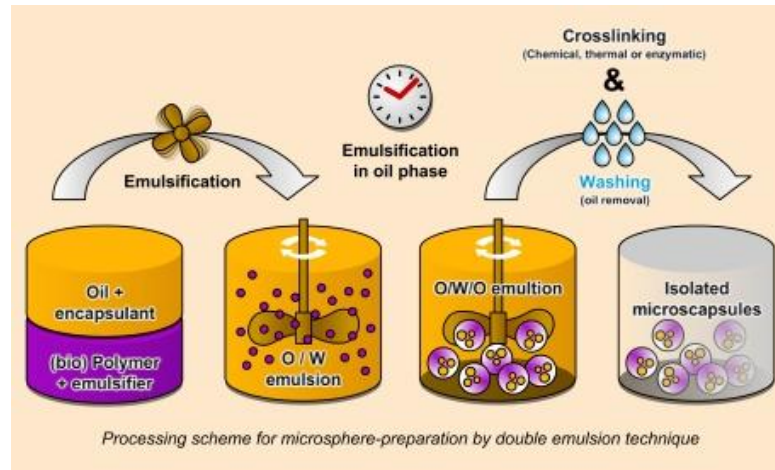 Crosslinking
(Chemical, thermal or enzymatic)
&
Emulsification
Emulsification
in oil phase
Washing
(oil removal)
Oil +
encapsulant
(bio) Polymer
+ emulsifier
O / W
emulsion
O/W/O emultion
Isolated
microscapsules
Processing scheme for microsphere-preparation by double emulsion technique